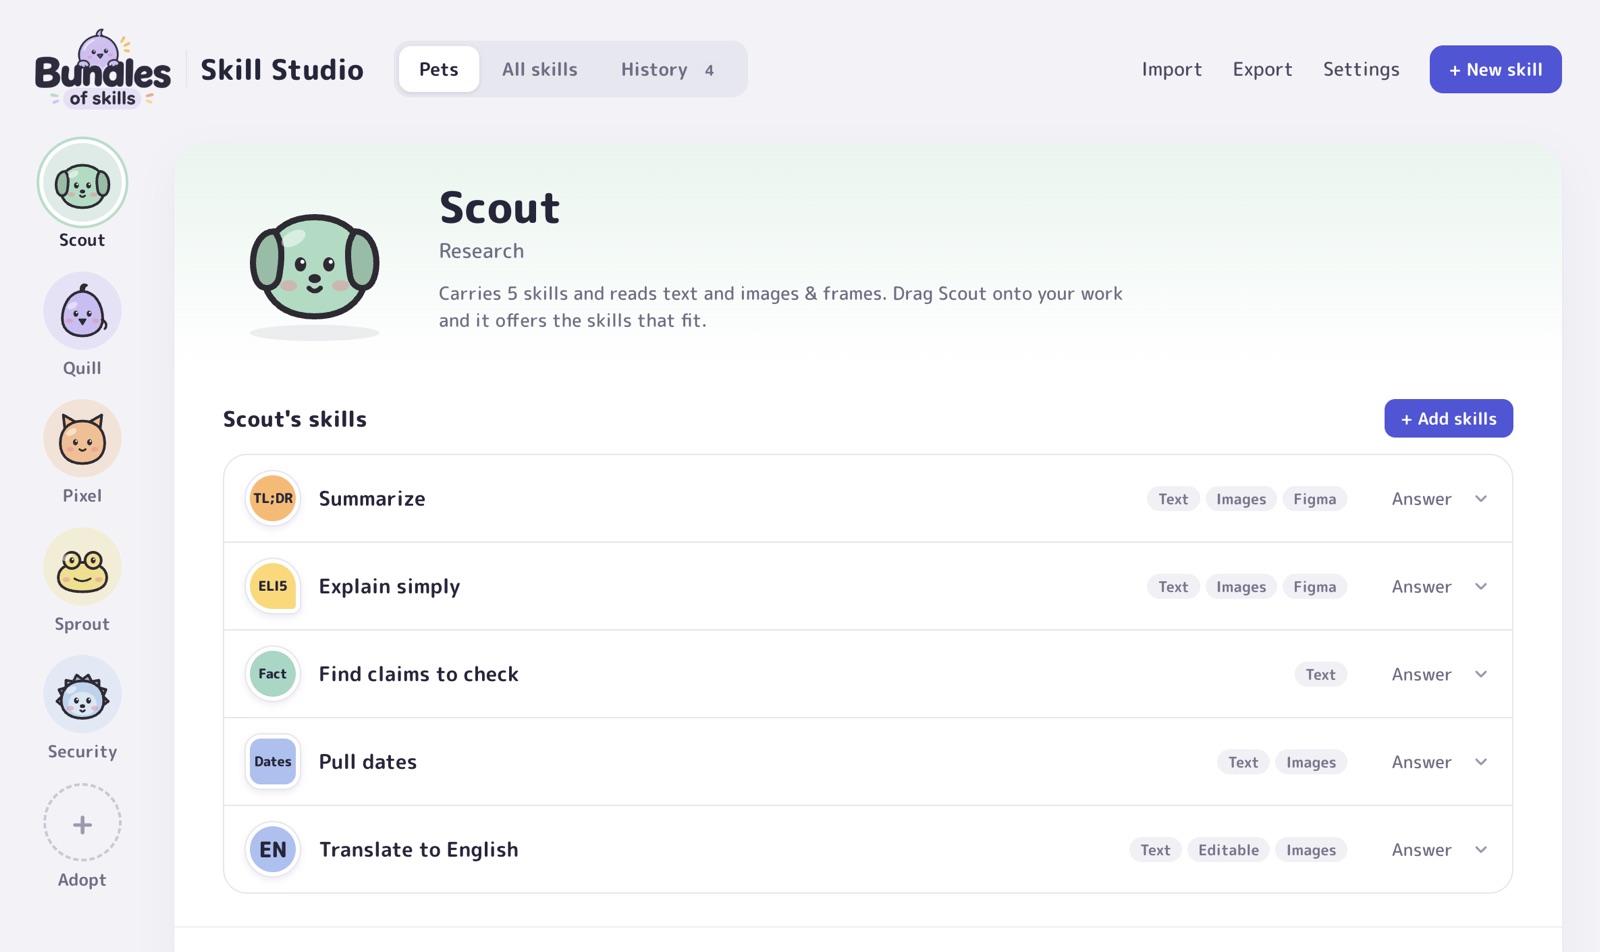 Bundles
of skills
Skill Studio
Pets
All skills
History 4
Import
Export
Settings
+ New skill
Scout
Quill
Pixel
Sprout
Security
+
Adopt
Scout
Research
Carries 5 skills and reads text and images & frames. Drag Scout onto your work
and it offers the skills that fit.
Scout's skills
+ Add skills
TL;DR Summarize Text Images Figma Answer
ELI5 Explain simply Text Images Figma Answer
Fact Find claims to check Text Answer
Dates Pull dates Text Images Answer
EN Translate to English Text Editable Images Answer